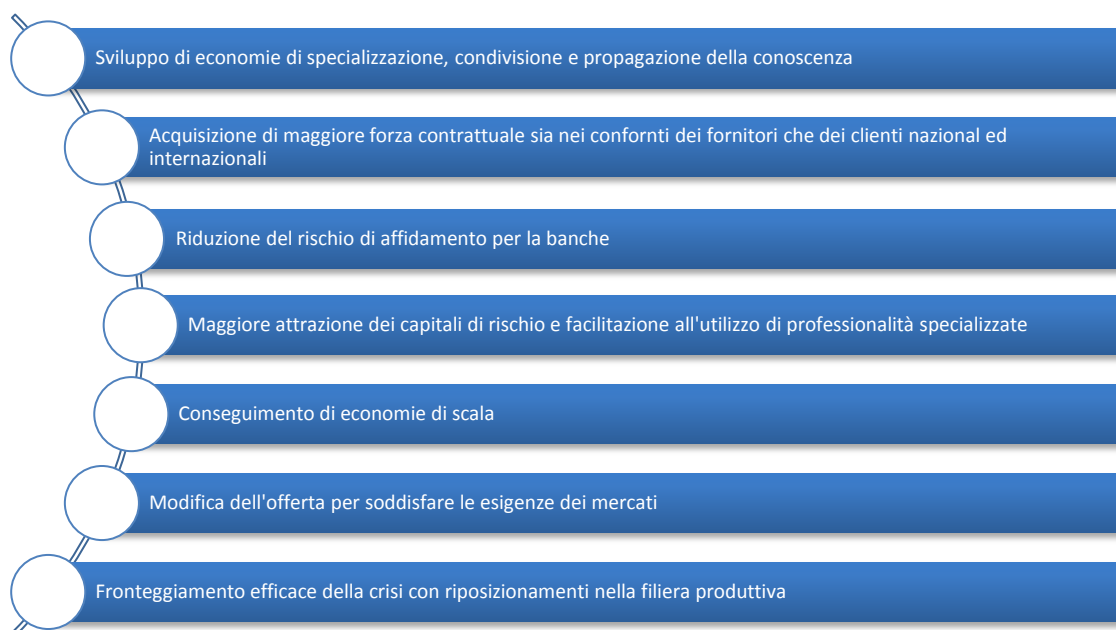 Sviluppo di economie di specializzazione, condivisione e propagazione della conoscenza
Acquisizione di maggiore forza contrattuale sia nei confornti dei fornitori che dei clienti nazional ed
internazionali
Riduzione del rischio di affidamento per la banche
Maggiore attrazione dei capitali di rischio e facilitazione all'utilizzo di professionalità specializzate
Conseguimento di economie di scala
Modifica dell'offerta per soddisfare le esigenze dei mercati
Fronteggiamento efficace della crisi con riposizionamenti nella filiera produttiva